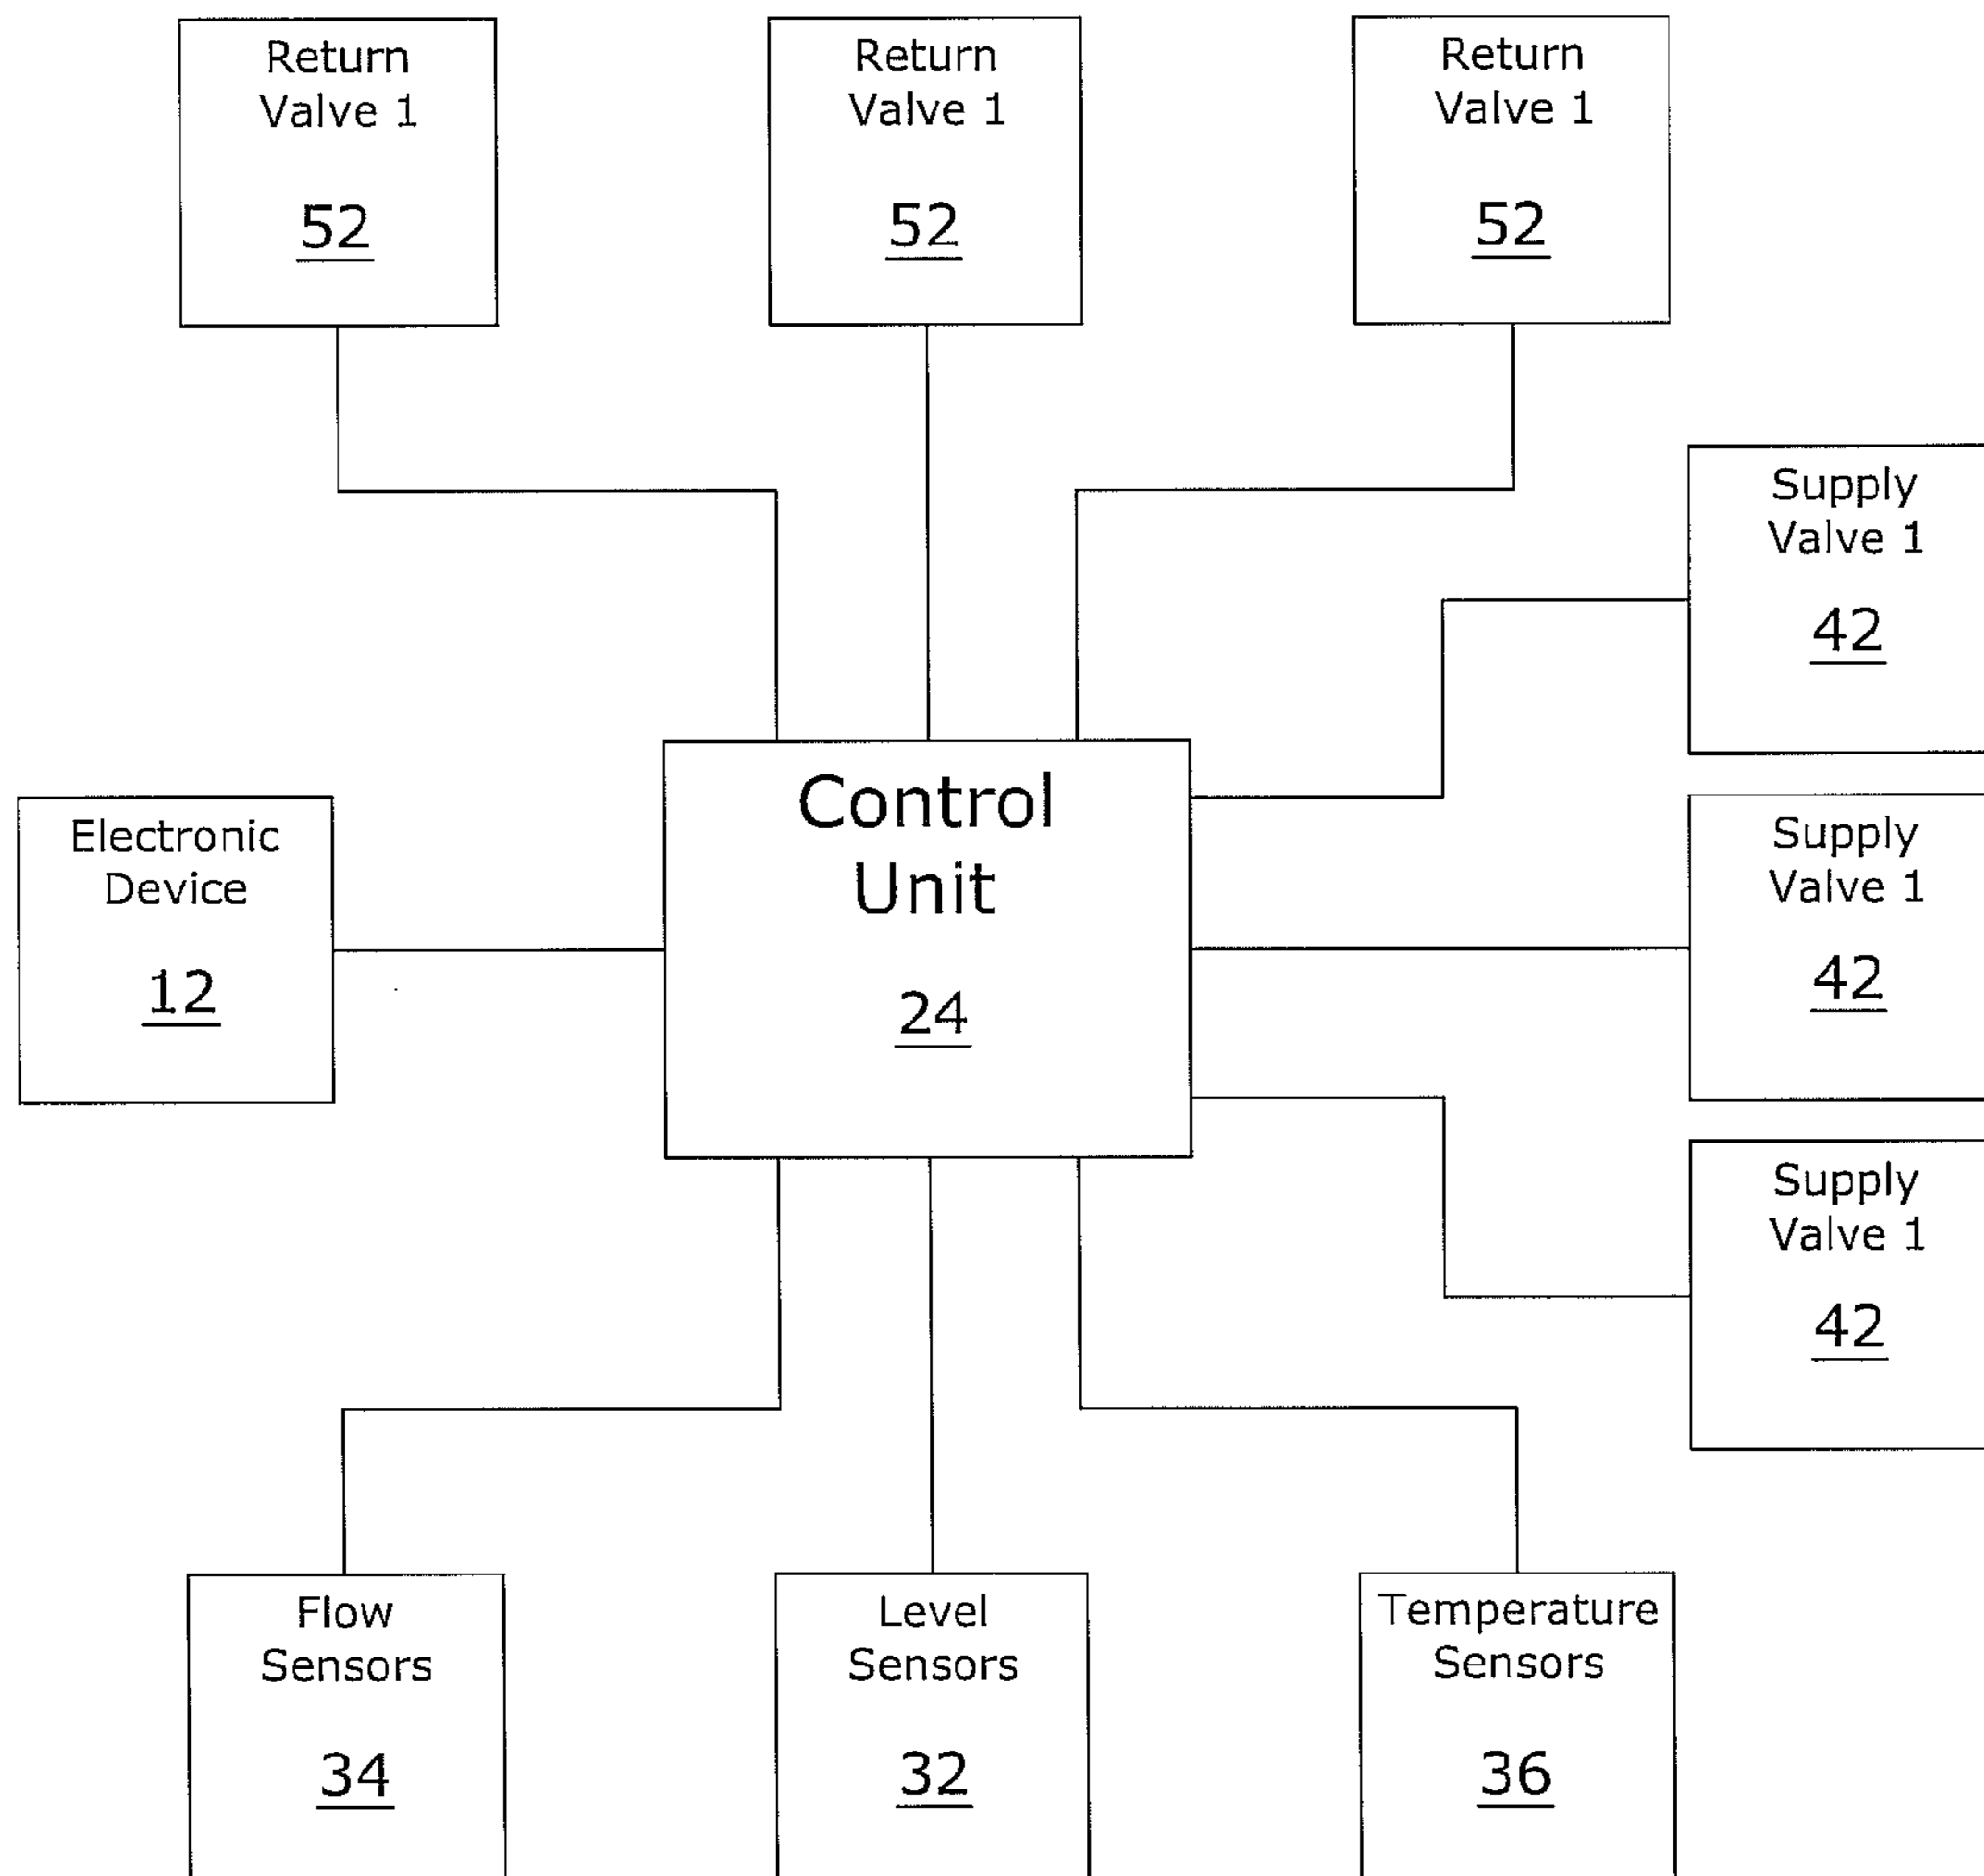 Return
Valve 1
52
Return
Valve 1
52
Return
Valve 1
52
Supply
Valve 1
42
Electronic
Device
12
Control
Unit
24
Supply
Valve 1
42
Supply
Valve 1
42
Flow
Sensors
34
Level
Sensors
32
Temperature
Sensors
36